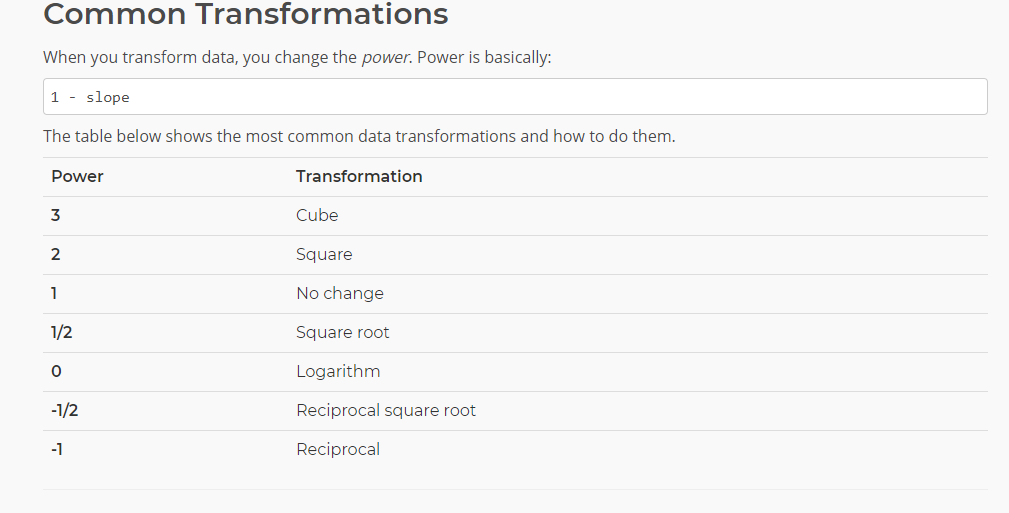 Common Transformations
When you transform data, you change the power. Power is basically:
1 - slope
The table below shows the most common data transformations and how to do them.
Power Transformation
3 Cube
2 Square
1 No change
1/2 Square root
0 Logarithm
-1/2 Reciprocal square root
-1 Reciprocal